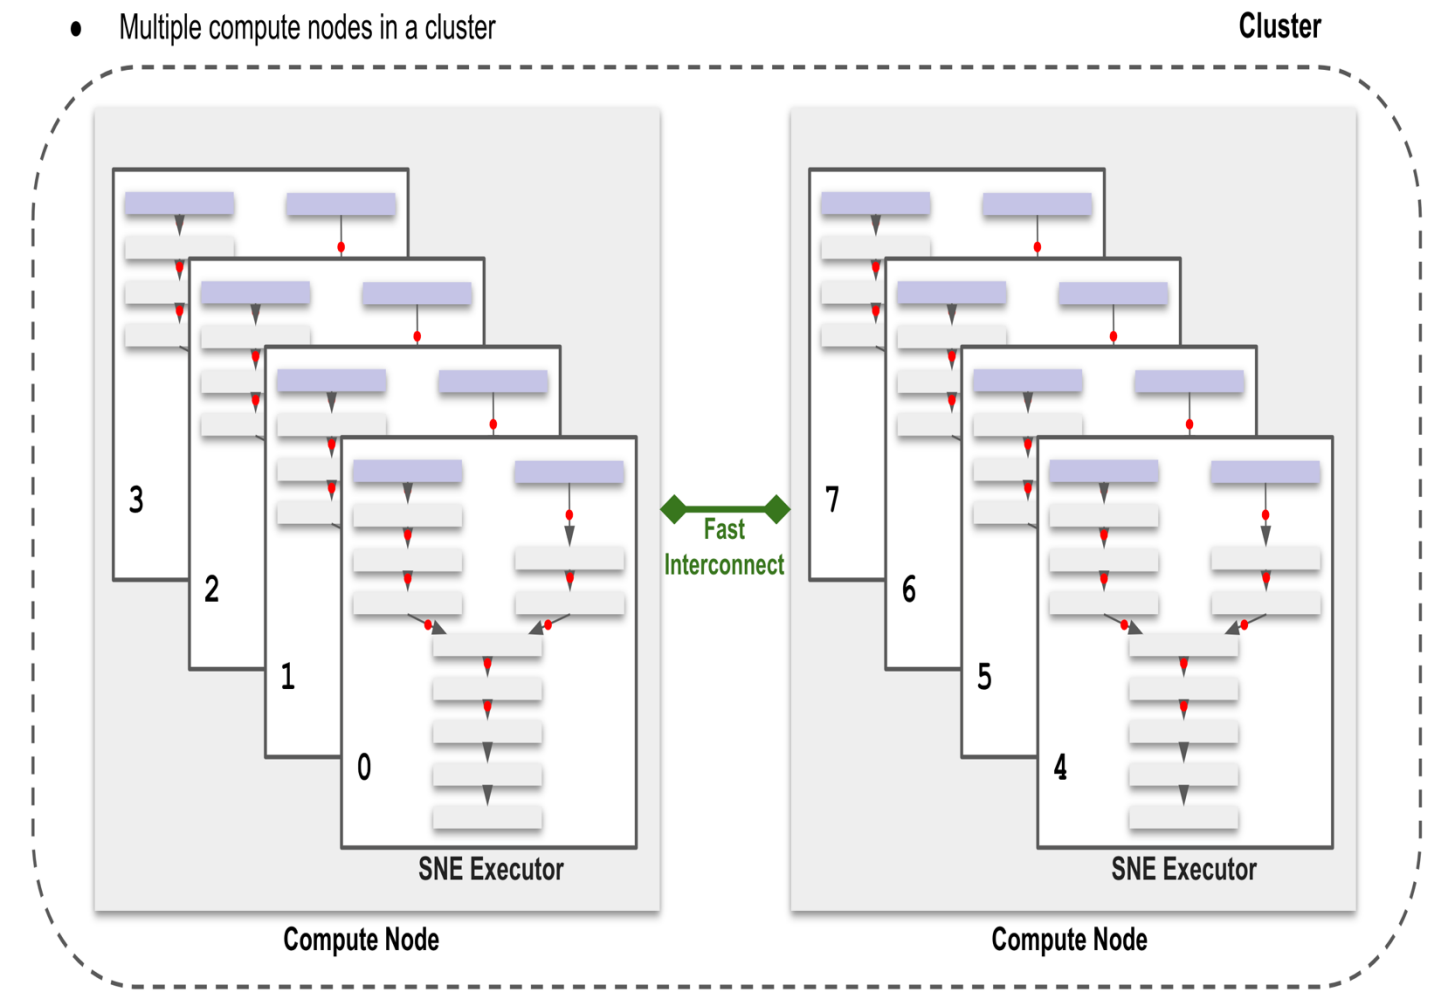 ● Multiple compute nodes in a cluster
Cluster
3
2
1
0
SNE Executor
Compute Node
Fast
Interconnect
7
6
5
4
SNE Executor
Compute Node